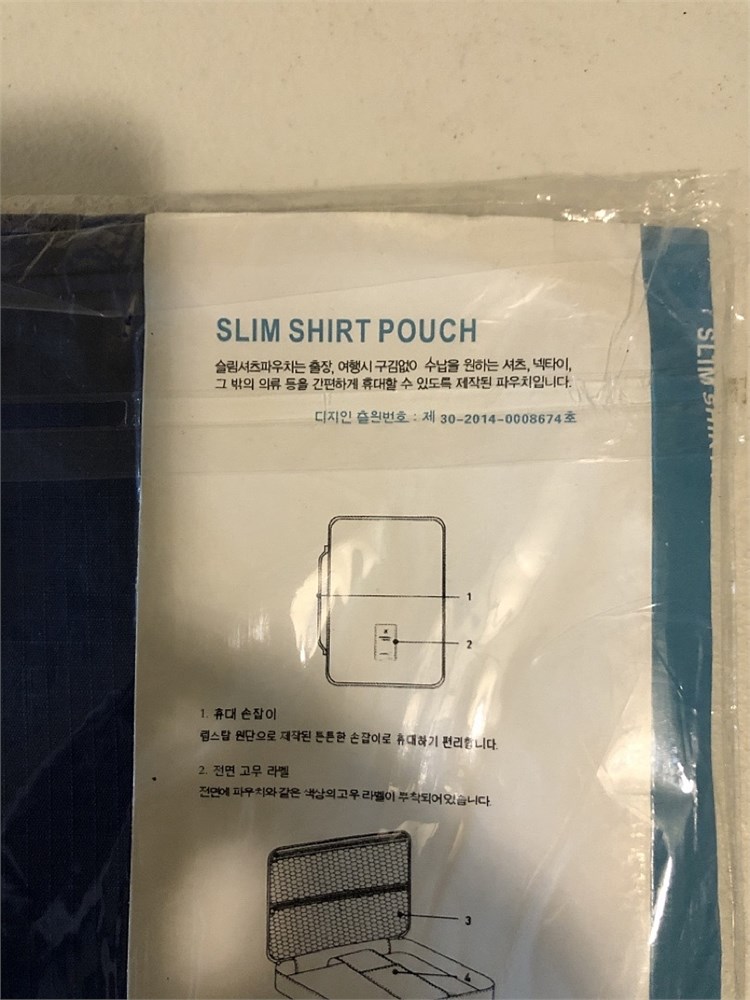 SLIM SHIRT POUCH
슬림셔츠파우치는 출장, 여행시 구김없이 수납을 원하는 셔츠, 넥타이,
그 밖의 의류 등을 간편하게 휴대할 수 있도록 제작된 파우치입니다.
디자인 출원번호 : 제 30-2014-0008674 호
1
2
1. 휴대 손잡이
립스탑 원단으로 제작된 튼튼한 손잡이로 휴대하기 편리합니다.
2. 전면 고무 라벨
전면에 파우치와 같은 색상의 고무 라벨이 부착되어 있습니다.
3
4
SLIM SHIRT